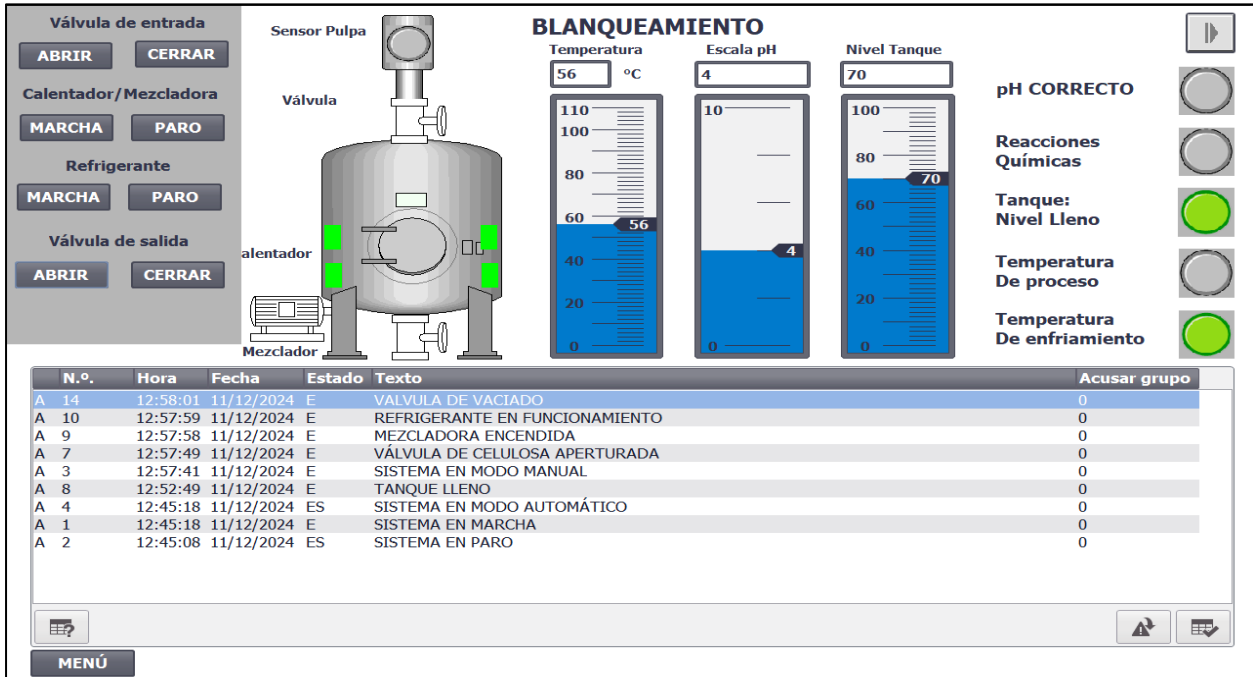 Válvula de entrada
ABRIR CERRAR
Calentador/Mezcladora
MARCHA PARO
Refrigerante
MARCHA PARO
Válvula de salida
ABRIR CERRAR
Sensor Pulpa
Válvula
alentador
Mezclador
BLANQUEAMIENTO
Temperatura
56 ºC
110
100
80
60
56
40
20
0
Escala pH
4
10
4
0
Nivel Tanque
70
100
80
70
60
40
20
0
pH CORRECTO
Reacciones
Químicas
Tanque:
Nivel Lleno
Temperatura
De proceso
Temperatura
De enfriamiento
N.º. Hora Fecha Estado Texto Acusar grupo
A 14 12:58:01 11/12/2024 E VALVULA DE VACIADO 0
A 10 12:57:59 11/12/2024 E REFRIGERANTE EN FUNCIONAMIENTO 0
A 9 12:57:58 11/12/2024 E MEZCLADORA ENCENDIDA 0
A 7 12:57:49 11/12/2024 E VÁLVULA DE CELULOSA APERTURADA 0
A 3 12:57:41 11/12/2024 E SISTEMA EN MODO MANUAL 0
A 8 12:52:49 11/12/2024 E TANQUE LLENO 0
A 4 12:45:18 11/12/2024 ES SISTEMA EN MODO AUTOMÁTICO 0
A 1 12:45:18 11/12/2024 E SISTEMA EN MARCHA 0
A 2 12:45:08 11/12/2024 ES SISTEMA EN PARO 0
MENÚ